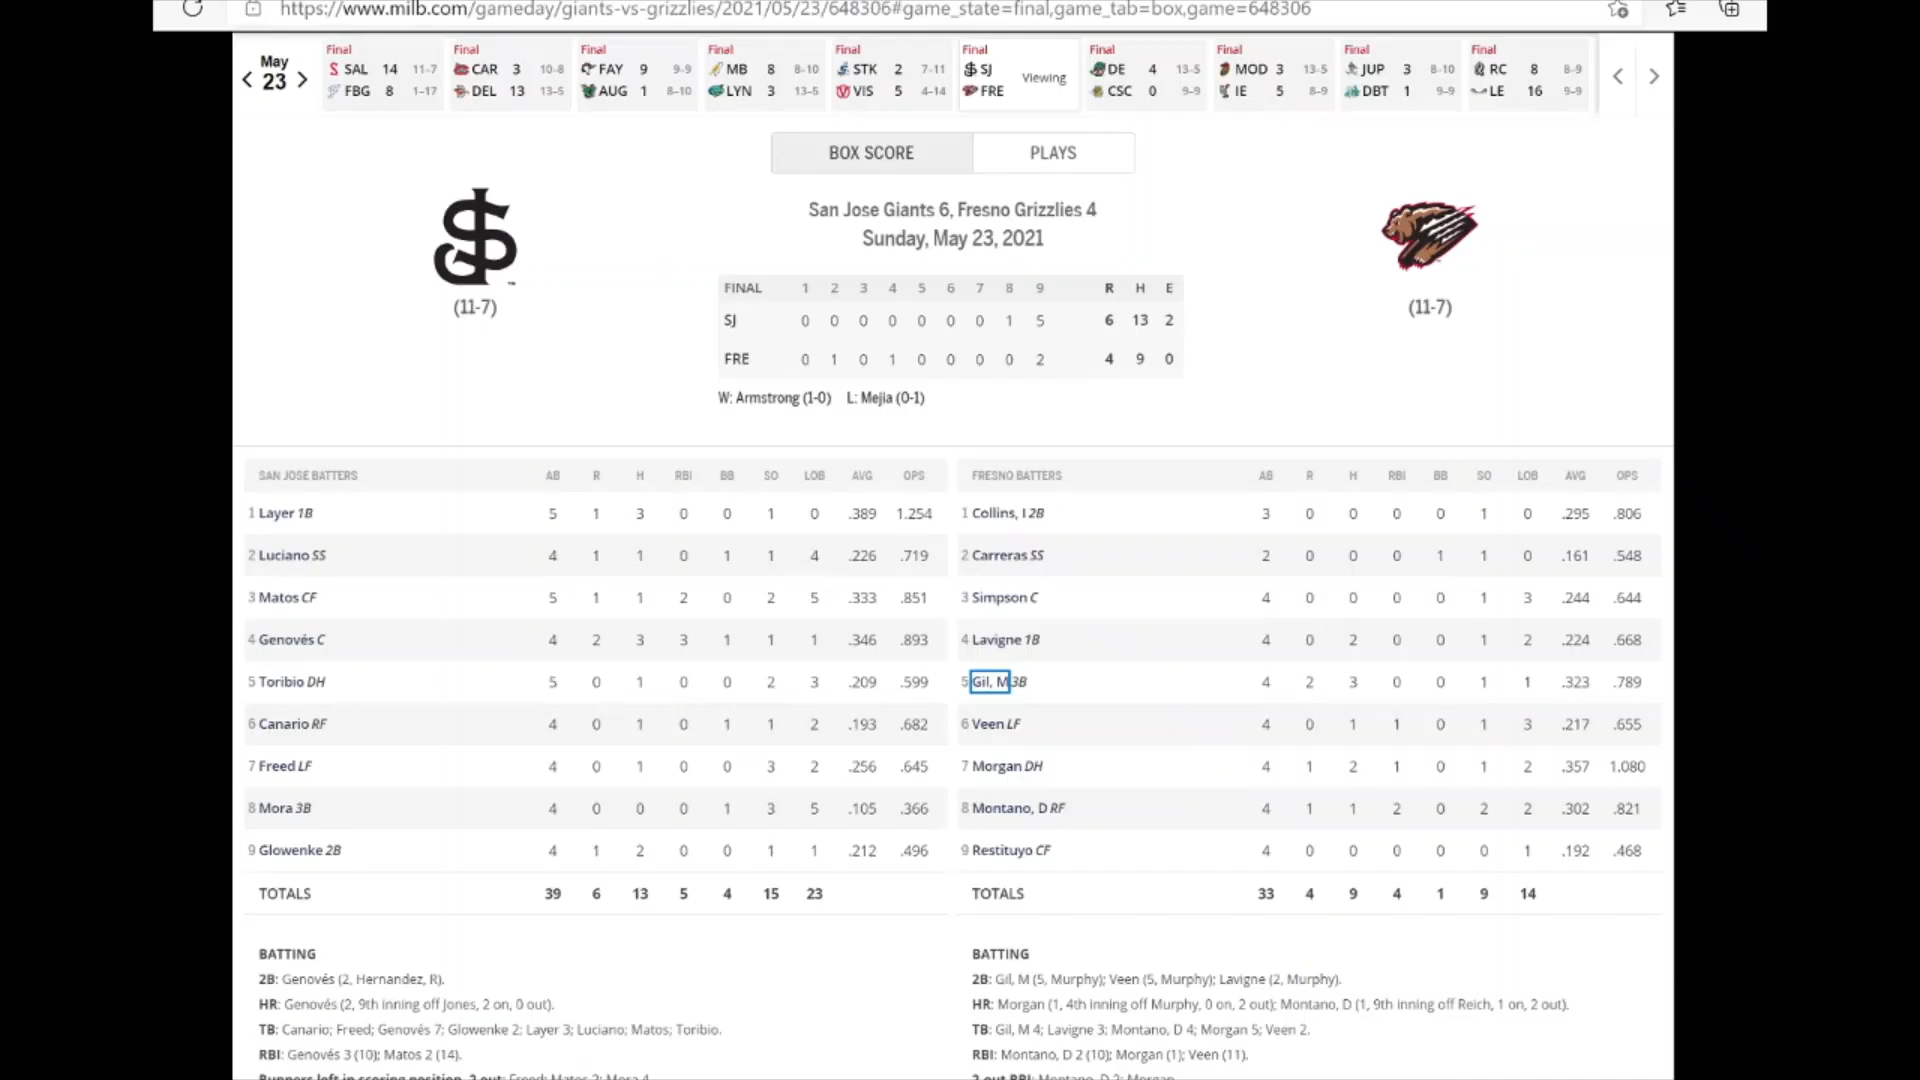 https://www.milb.com/gameday/giants-vs-grizzlies/2021/05/23/648306#game_state=final,game_tab=box,game=648306
May
23
Final Final Final Final Final Final Final Final Final Final
SAL 14 11-7 CAR 3 10-8 FAY 9 9-9 MB 8 8-10 STK 2 7-11 SJ Viewing DE 4 13-5 MOD 3 13-5 JUP 3 8-10 RC 8 8-9
FBG 8 1-17 DEL 13 13-5 AUG 1 8-10 LYN 3 13-5 VIS 5 4-14 FRE CSC 0 9-9 IE 5 8-9 DBT 1 9-9 LE 16 9-9
BOX SCORE PLAYS
San Jose Giants 6, Fresno Grizzlies 4
Sunday, May 23, 2021
SJ
(11-7) (11-7)
FINAL 1 2 3 4 5 6 7 8 9 R H E
SJ 0 0 0 0 0 0 0 1 5 6 13 2
FRE 0 1 0 1 0 0 0 0 2 4 9 0
W: Armstrong (1-0) L: Mejia (0-1)
SAN JOSE BATTERS AB R H RBI BB SO LOB AVG OPS
1 Layer 1B 5 1 3 0 0 1 0 .389 1.254
2 Luciano SS 4 1 1 0 1 1 4 .226 .719
3 Matos CF 5 1 1 2 0 2 5 .333 .851
4 Genovés C 4 2 3 3 1 1 1 .346 .893
5 Toribio DH 5 0 1 0 0 2 3 .209 .599
6 Canario RF 4 0 1 0 1 1 2 .193 .682
7 Freed LF 4 0 1 0 0 3 2 .256 .645
8 Mora 3B 4 0 0 0 1 3 5 .105 .366
9 Glowenke 2B 4 1 2 0 0 1 1 .212 .496
TOTALS 39 6 13 5 4 15 23
BATTING
2B: Genovés (2, Hernandez, R).
HR: Genovés (2, 9th inning off Jones, 2 on, 0 out).
TB: Canario; Freed; Genovés 7; Glowenke 2; Layer 3; Luciano; Matos; Toribio.
RBI: Genovés 3 (10); Matos 2 (14).
Runners left in scoring position, 2 out: Freed; Matos 2; Mora 4.
FRESNO BATTERS AB R H RBI BB SO LOB AVG OPS
1 Collins, I 2B 3 0 0 0 0 1 0 .295 .806
2 Carreras SS 2 0 0 0 1 1 0 .161 .548
3 Simpson C 4 0 0 0 0 1 3 .244 .644
4 Lavigne 1B 4 0 2 0 0 1 2 .224 .668
5 Gil, M 3B 4 2 3 0 0 1 1 .323 .789
6 Veen LF 4 0 1 1 0 1 3 .217 .655
7 Morgan DH 4 1 2 1 0 1 2 .357 1.080
8 Montano, D RF 4 1 1 2 0 2 2 .302 .821
9 Restituyo CF 4 0 0 0 0 0 1 .192 .468
TOTALS 33 4 9 4 1 9 14
BATTING
2B: Gil, M (5, Murphy); Veen (5, Murphy); Lavigne (2, Murphy).
HR: Morgan (1, 4th inning off Murphy, 0 on, 2 out); Montano, D (1, 9th inning off Reich, 1 on, 2 out).
TB: Gil, M 4; Lavigne 3; Montano, D 4; Morgan 5; Veen 2.
RBI: Montano, D 2 (10); Morgan (1); Veen (11).
2-out RBI: Montano, D 2; Morgan.